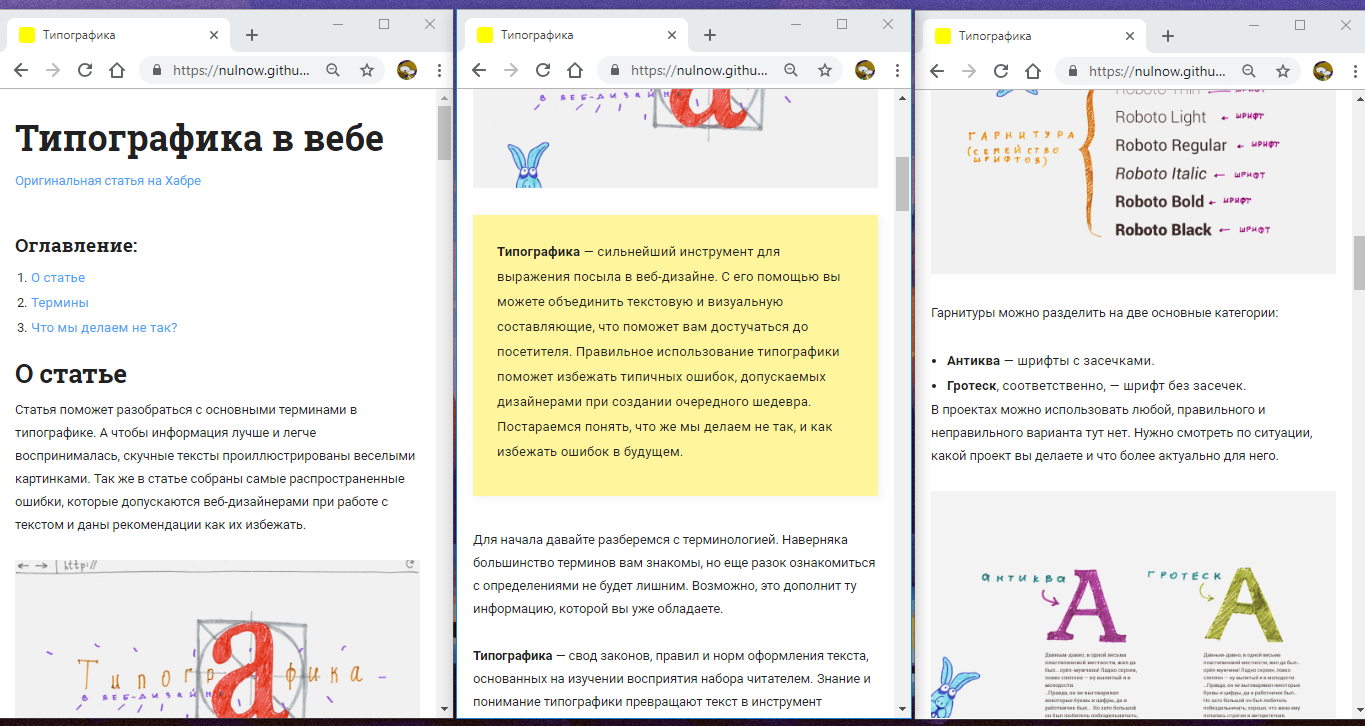 Типографика
https://nulnow.githu...
Типографика в вебе
Оригинальная статья на Хабре
Оглавление:
1. О статье
2. Термины
3. Что мы делаем не так?
О статье
Статья поможет разобраться с основными терминами в
типографике. А чтобы информация лучше и легче
воспринималась, скучные тексты проиллюстрированы веселыми
картинками. Так же в статье собраны самые распространенные
ошибки, которые допускаются веб-дизайнерами при работе с
текстом и даны рекомендации как их избежать.
http://
Типографика
в веб-дизайне
Типографика
https://nulnow.githu...
в веб-дизайне
Типографика — сильнейший инструмент для
выражения посыла в веб-дизайне. С его помощью вы
можете объединить текстовую и визуальную
составляющие, что поможет вам достучаться до
посетителя. Правильное использование типографики
поможет избежать типичных ошибок, допускаемых
дизайнерами при создании очередного шедевра.
Постараемся понять, что же мы делаем не так, и как
избежать ошибок в будущем.
Для начала давайте разберемся с терминологией. Наверняка
большинство терминов вам знакомы, но еще разок ознакомиться
с определениями не будет лишним. Возможно, это дополнит ту
информацию, которой вы уже обладаете.
Типографика — свод законов, правил и норм оформления текста,
основанных на изучении восприятия набора читателем. Знание и
понимание типографики превращают текст в инструмент
Типографика
https://nulnow.githu...
Roboto Thin
Roboto Light ← шрифт
гарнитура
(семейство
шрифтов)
Roboto Regular ← шрифт
Roboto Italic ← шрифт
Roboto Bold ← шрифт
Roboto Black ← шрифт
Гарнитуры можно разделить на две основные категории:
• Антиква — шрифты с засечками.
• Гротеск, соответственно, — шрифт без засечек.
В проектах можно использовать любой, правильного и
неправильного варианта тут нет. Нужно смотреть по ситуации,
какой проект вы делаете и что более актуально для него.
антиква А
гротеск А
Давным-давно, в одной весьма